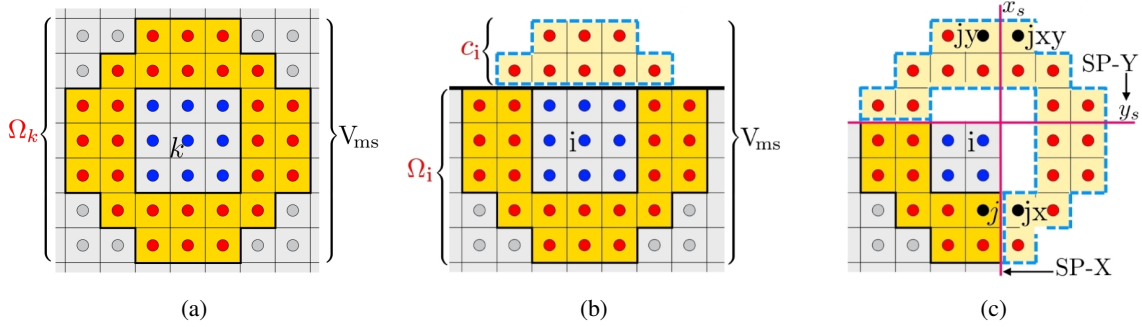 Ωk
k
Vms
(a)
ci
Ωi
i
Vms
(b)
xs
jy
jxy
SP-Y
ys
i
j
jx
SP-X
(c)